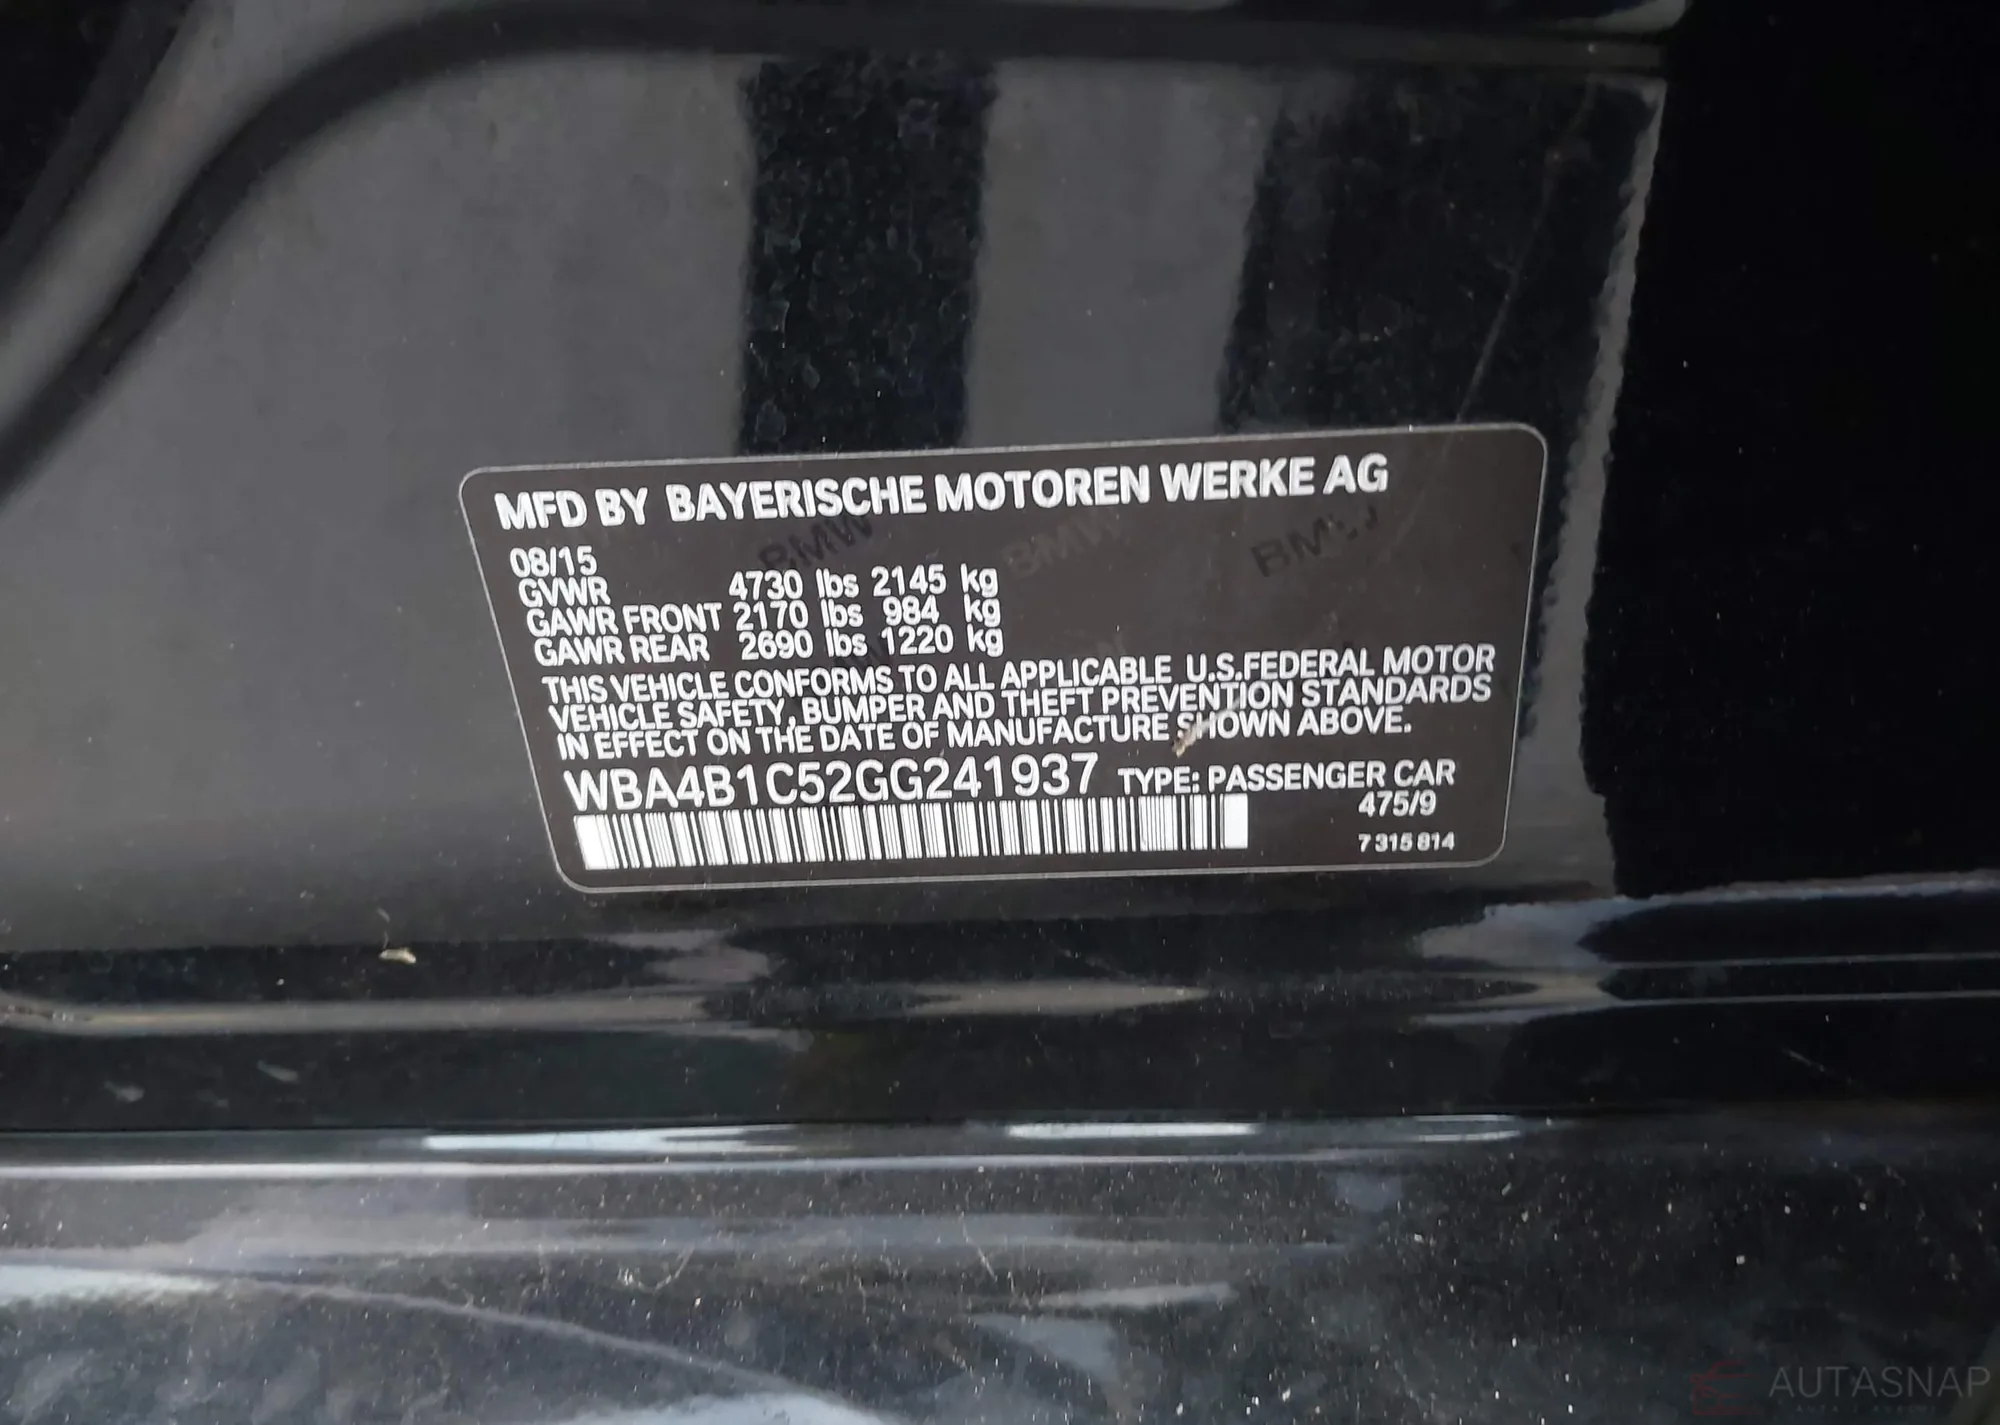 MFD BY BAYERISCHE MOTOREN WERKE AG
BMW BMW BMW
08/15
GVWR 4730 lbs 2145 kg
GAWR FRONT 2170 lbs 984 kg
GAWR REAR 2690 lbs 1220 kg
THIS VEHICLE CONFORMS TO ALL APPLICABLE U.S.FEDERAL MOTOR
VEHICLE SAFETY, BUMPER AND THEFT PREVENTION STANDARDS
IN EFFECT ON THE DATE OF MANUFACTURE SHOWN ABOVE.
WBA4B1C52GG241937 TYPE: PASSENGER CAR
475/9
7 315 814
AUTASNAP